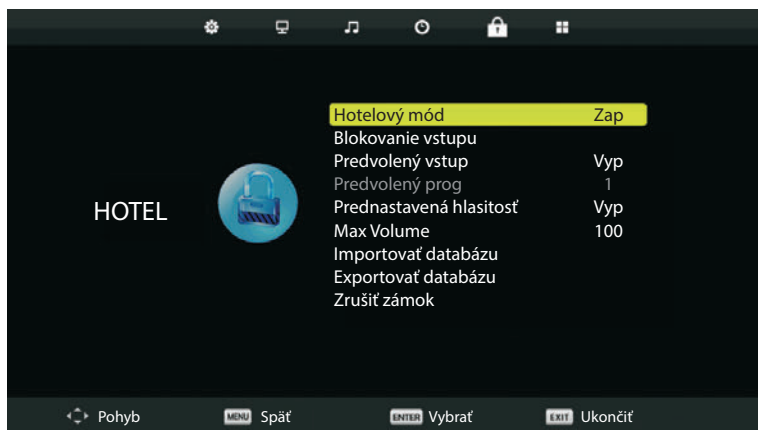 Hotelový mód Zap
Blokovanie vstupu
Predvolený vstup Vyp
Predvolený prog 1
HOTEL
Prednastavená hlasitosť Vyp
Max Volume 100
Importovať databázu
Exportovať databázu
Zrušiť zámok
Pohyb MENU Späť ENTER Vybrať EXIT Ukončiť